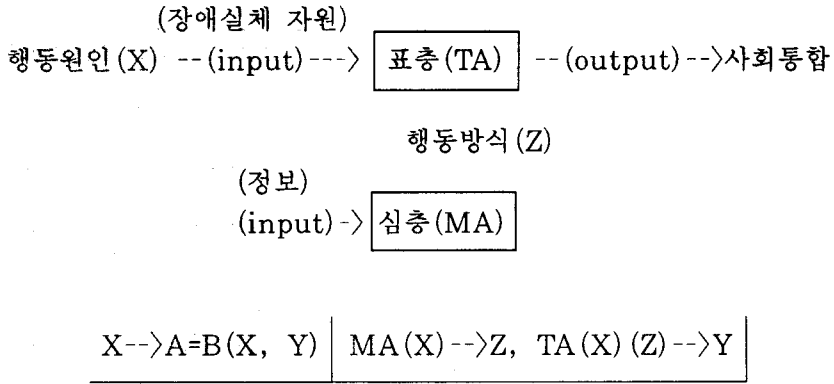 (장애실체 자원)
행동원인(X) --(input)---> 표층(TA) --(output)-->사회통합
행동방식(Z)
(정보)
(input)-> 심층(MA)
X-->A=B(X, Y) MA(X)-->Z, TA(X)(Z)-->Y